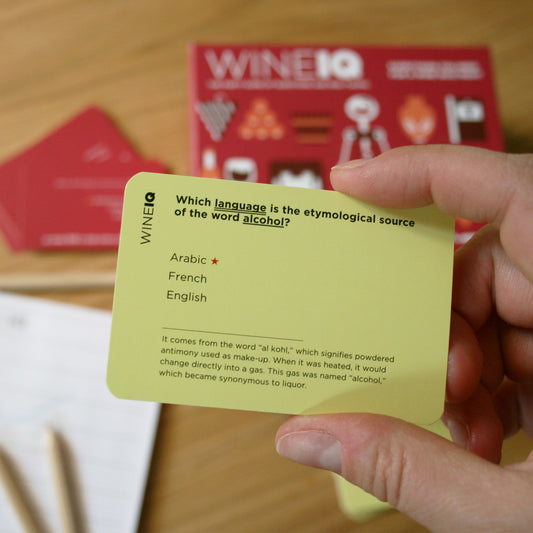 WINEIQ
WINEIQ
Which language is the etymological source
of the word alcohol?
Arabic ★
French
English
It comes from the word "al kohl," which signifies powdered
antimony used as make-up. When it was heated, it would
change directly into a gas. This gas was named "alcohol,"
which became synonymous to liquor.